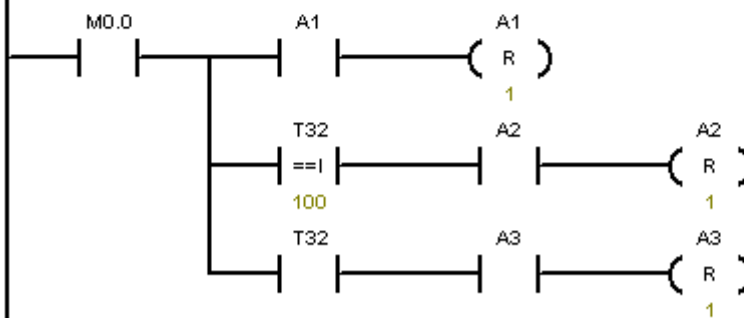 M0.0 A1 A1
R
1
T32 A2 A2
==I R
100 1
T32 A3 A3
R
1